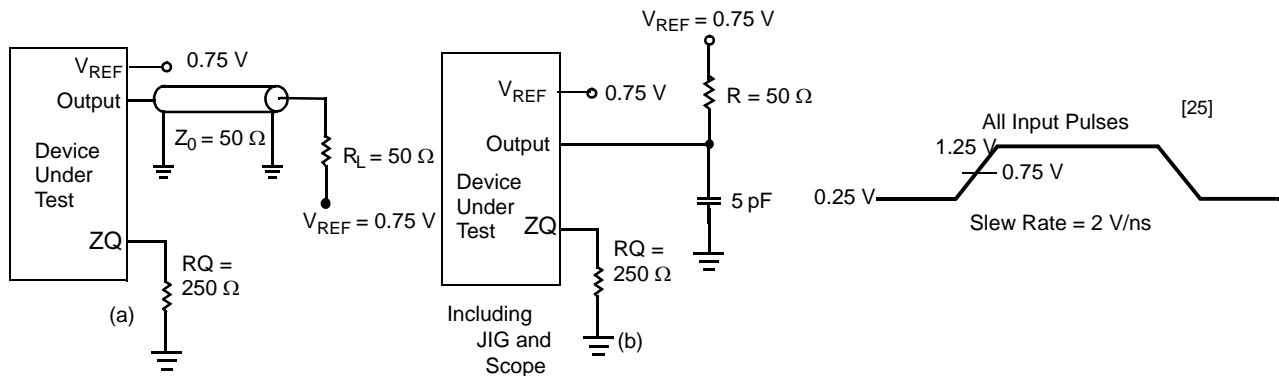 V_REF 0.75 V
Output
Z_0 = 50 Ω
Device
Under
Test
R_L = 50 Ω
V_REF = 0.75 V
ZQ
RQ =
250 Ω
(a)
V_REF = 0.75 V
R = 50 Ω
V_REF 0.75 V
Output
Device
Under
Test
5 pF
ZQ
RQ =
250 Ω
Including
JIG and
Scope
(b)
[25]
All Input Pulses
1.25 V
0.75 V
0.25 V
Slew Rate = 2 V/ns